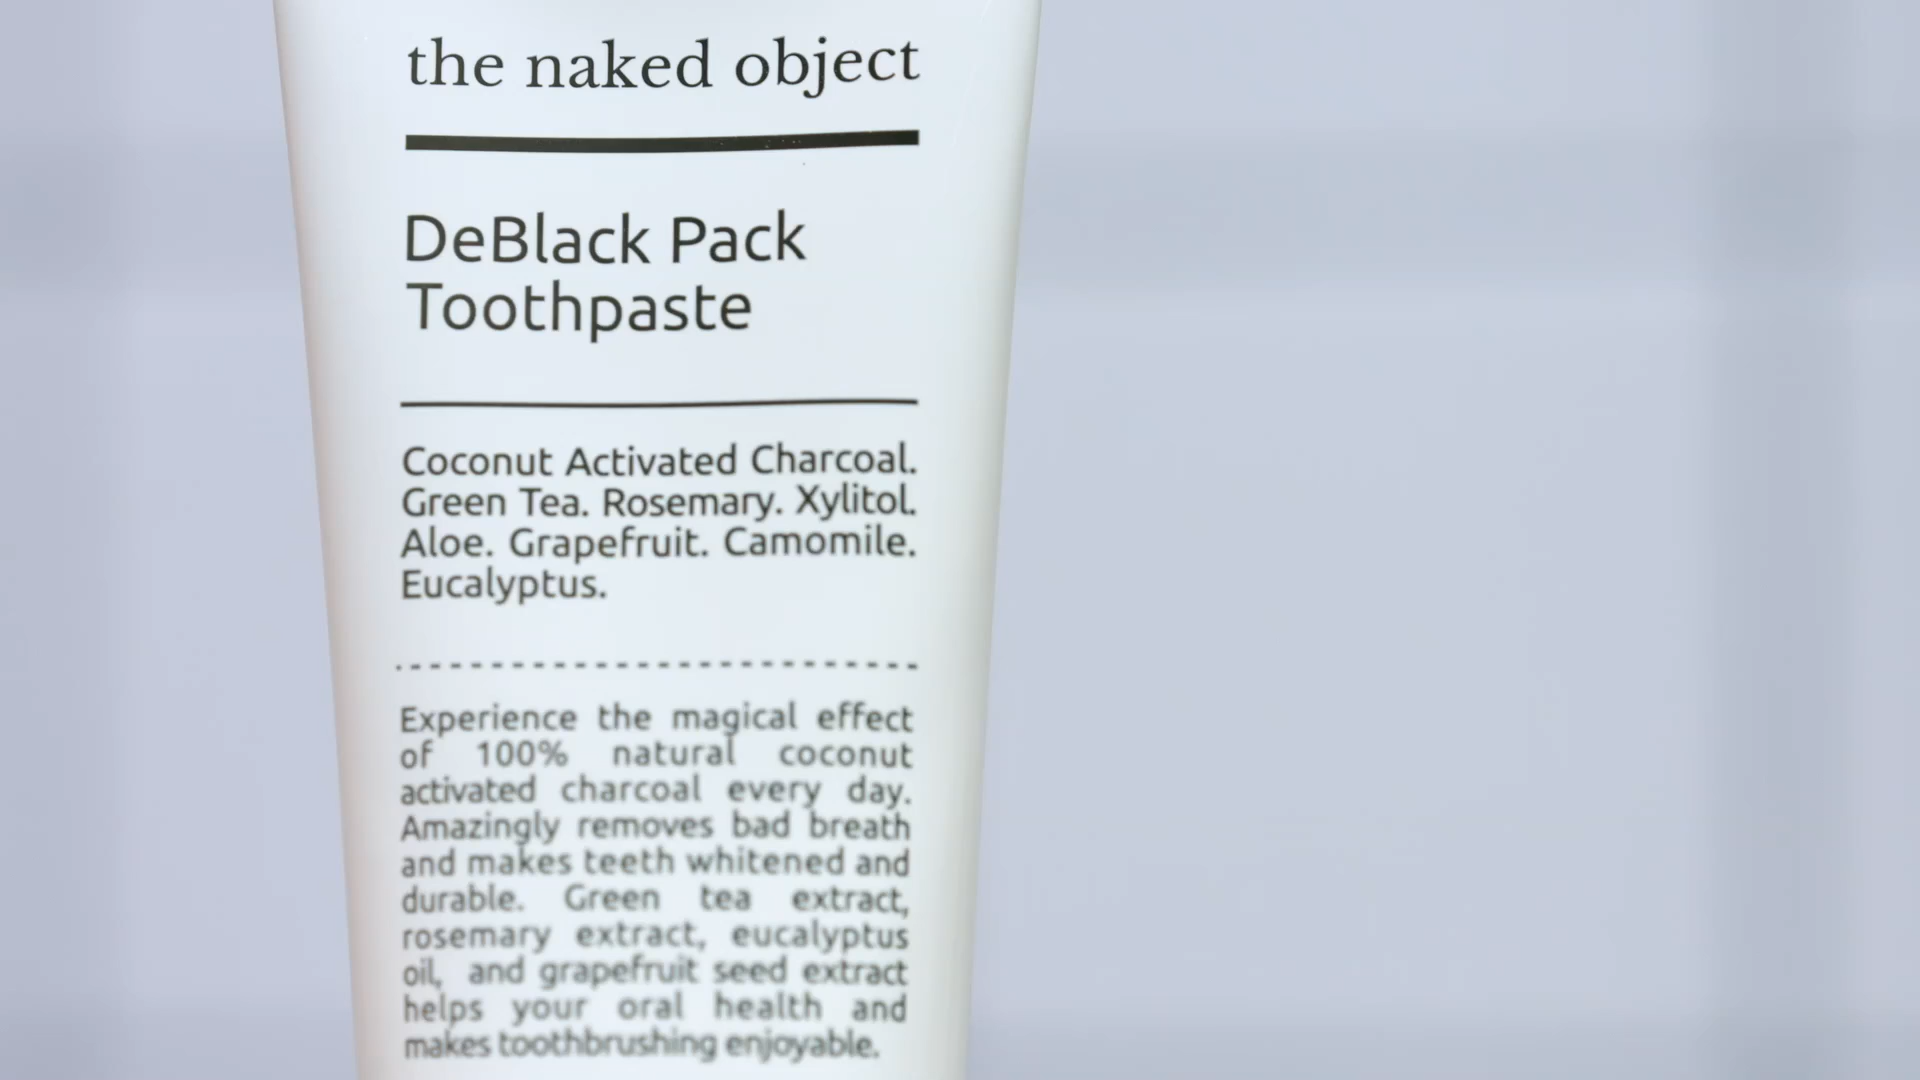 the naked object
DeBlack Pack
Toothpaste
Coconut Activated Charcoal.
Green Tea. Rosemary. Xylitol.
Aloe. Grapefruit. Camomile.
Eucalyptus.
Experience the magical effect
of 100% natural coconut
activated charcoal every day.
Amazingly removes bad breath
and makes teeth whitened and
durable. Green tea extract,
rosemary extract, eucalyptus
oil, and grapefruit seed extract
helps your oral health and
makes toothbrushing enjoyable.